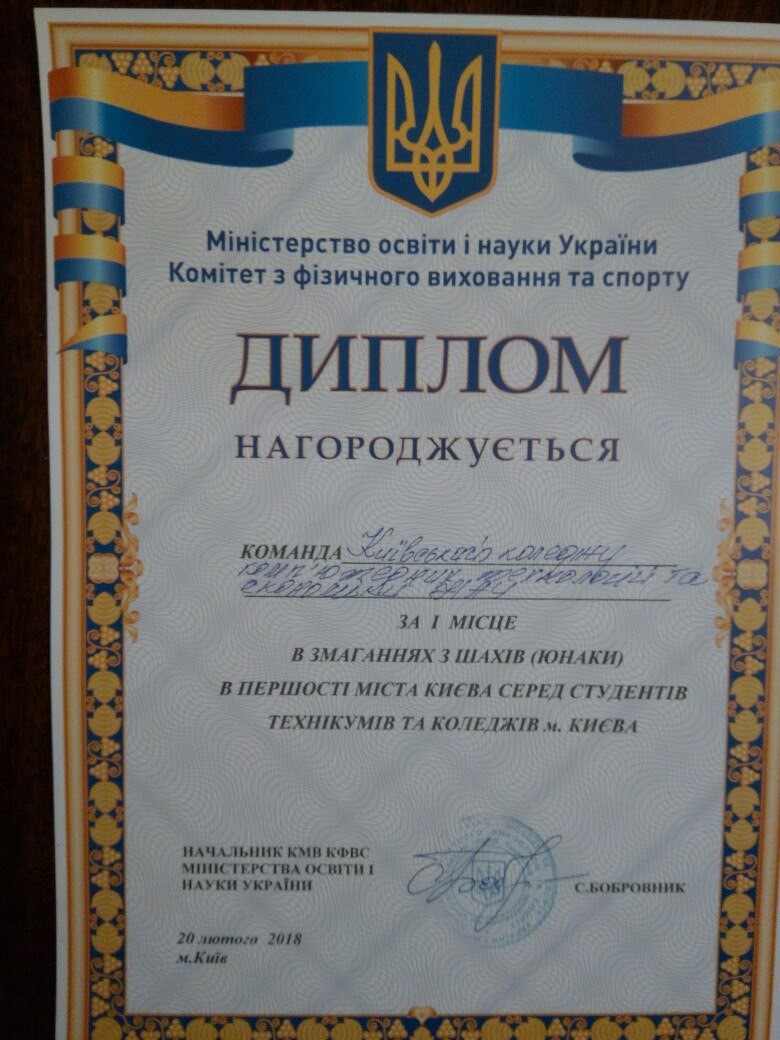 Міністерство освіти і науки України
Комітет з фізичного виховання та спорту
ДИПЛОМ
НАГОРОДЖУЄТЬСЯ
КОМАНДА Київського коледжу
комп'ютерних технологій та
економіки НАУ
ЗА І МІСЦЕ
В ЗМАГАННЯХ З ШАХІВ (ЮНАКИ)
В ПЕРШОСТІ МІСТА КИЄВА СЕРЕД СТУДЕНТІВ
ТЕХНІКУМІВ ТА КОЛЕДЖІВ м. КИЄВА
НАЧАЛЬНИК КМВ КФВС
МІНІСТЕРСТВА ОСВІТИ І
НАУКИ УКРАЇНИ
С.БОБРОВНИК
20 лютого 2018
м.Київ